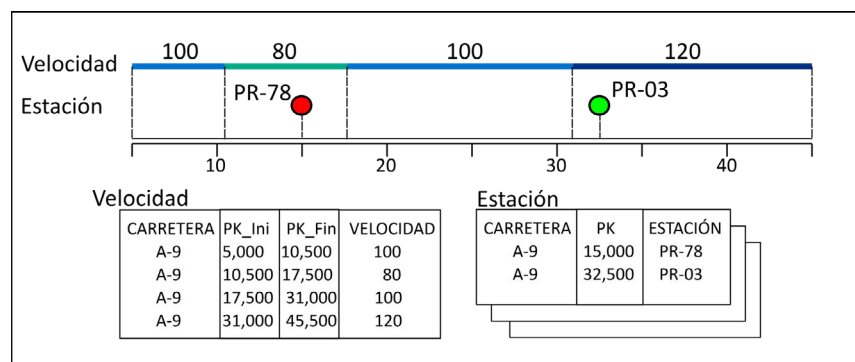 100 80 100 120
Velocidad
PR-78 PR-03
Estación
10 20 30 40
Velocidad
CARRETERA PK_Ini PK_Fin VELOCIDAD
A-9 5,000 10,500 100
A-9 10,500 17,500 80
A-9 17,500 31,000 100
A-9 31,000 45,500 120
Estación
CARRETERA PK ESTACIÓN
A-9 15,000 PR-78
A-9 32,500 PR-03